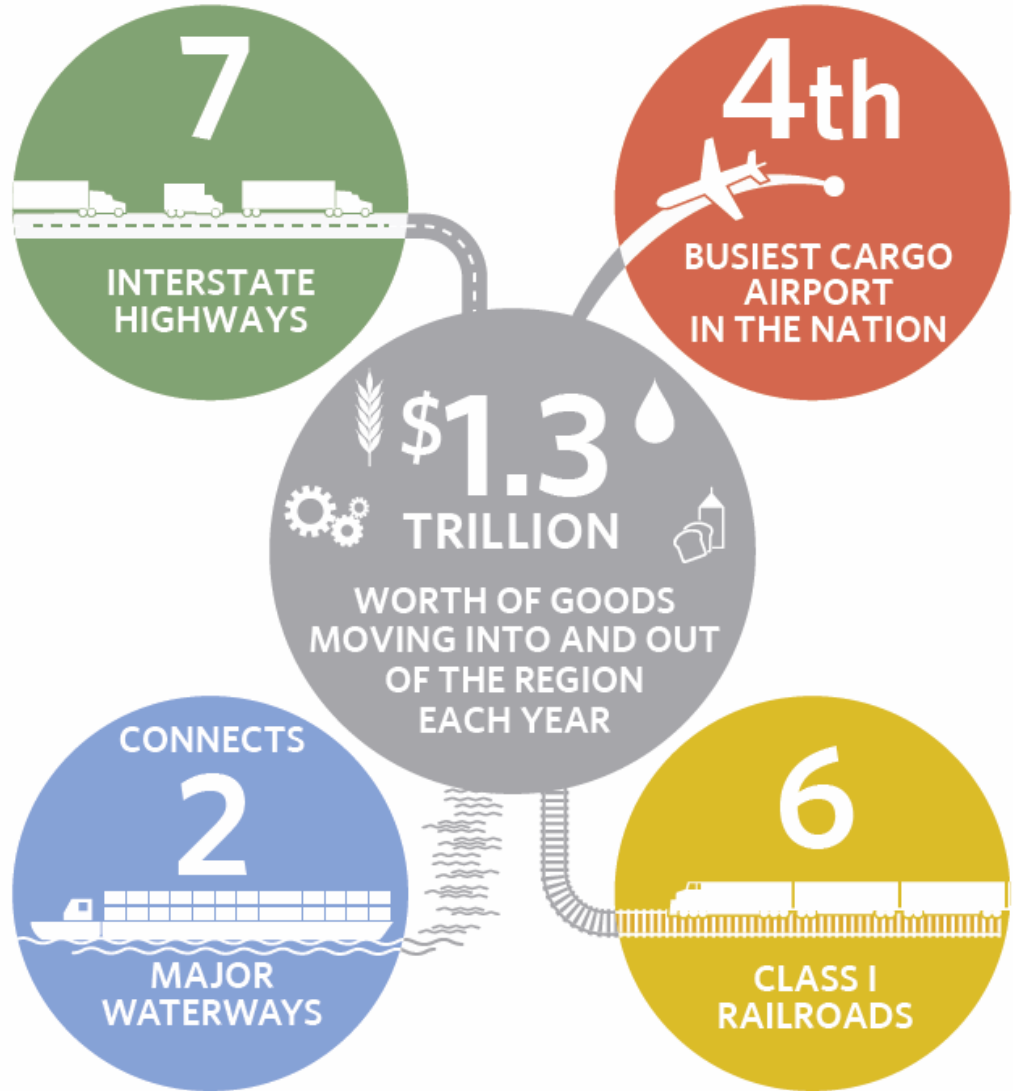 7
INTERSTATE
HIGHWAYS
4th
BUSIEST CARGO
AIRPORT
IN THE NATION
$1.3
TRILLION
WORTH OF GOODS
MOVING INTO AND OUT
OF THE REGION
EACH YEAR
CONNECTS
2
MAJOR
WATERWAYS
6
CLASS I
RAILROADS